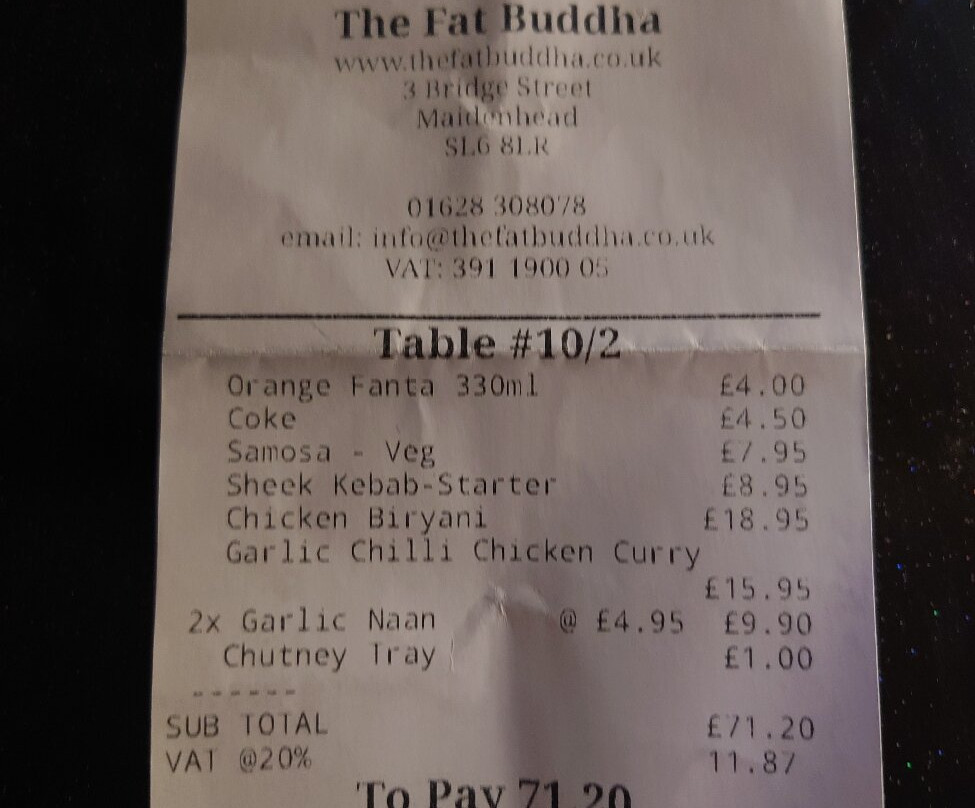 The Fat Buddha
www.thefatbuddha.co.uk
3 Bridge Street
Maidenhead
SL6 8LR
01628 308078
email: info@thefatbuddha.co.uk
VAT: 391 1900 05
Table #10/2
Orange Fanta 330ml £4.00
Coke £4.50
Samosa - Veg £7.95
Sheek Kebab-Starter £8.95
Chicken Biryani £18.95
Garlic Chilli Chicken Curry
£15.95
2x Garlic Naan @ £4.95 £9.90
Chutney Tray £1.00
------
SUB TOTAL £71.20
VAT @20% 11.87
To Pay 71.20